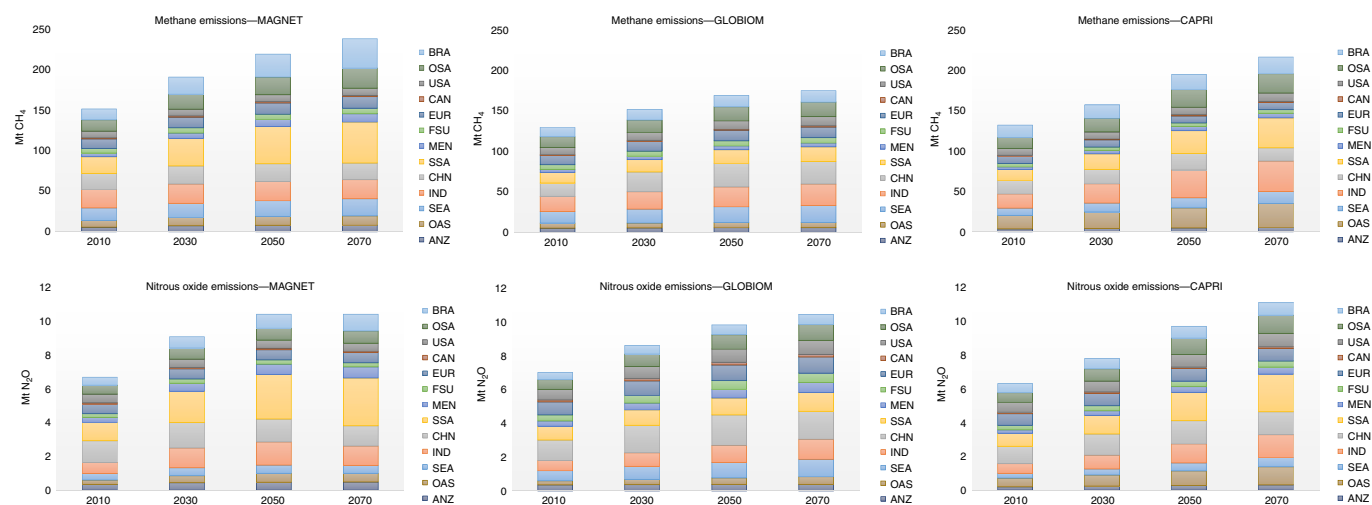 Methane emissions—MAGNET
Mt CH4
250
200
150
100
50
0
2010
2030
2050
2070
BRA
OSA
USA
CAN
EUR
FSU
MEN
SSA
CHN
IND
SEA
OAS
ANZ
Methane emissions—GLOBIOM
Mt CH4
250
200
150
100
50
0
2010
2030
2050
2070
BRA
OSA
USA
CAN
EUR
FSU
MEN
SSA
CHN
IND
SEA
OAS
ANZ
Methane emissions—CAPRI
Mt CH4
250
200
150
100
50
0
2010
2030
2050
2070
BRA
OSA
USA
CAN
EUR
FSU
MEN
SSA
CHN
IND
SEA
OAS
ANZ
Nitrous oxide emissions—MAGNET
Mt N2O
12
10
8
6
4
2
0
2010
2030
2050
2070
BRA
OSA
USA
CAN
EUR
FSU
MEN
SSA
CHN
IND
SEA
OAS
ANZ
Nitrous oxide emissions—GLOBIOM
Mt N2O
12
10
8
6
4
2
0
2010
2030
2050
2070
BRA
OSA
USA
CAN
EUR
FSU
MEN
SSA
CHN
IND
SEA
OAS
ANZ
Nitrous oxide emissions—CAPRI
Mt N2O
12
10
8
6
4
2
0
2010
2030
2050
2070
BRA
OSA
USA
CAN
EUR
FSU
MEN
SSA
CHN
IND
SEA
OAS
ANZ